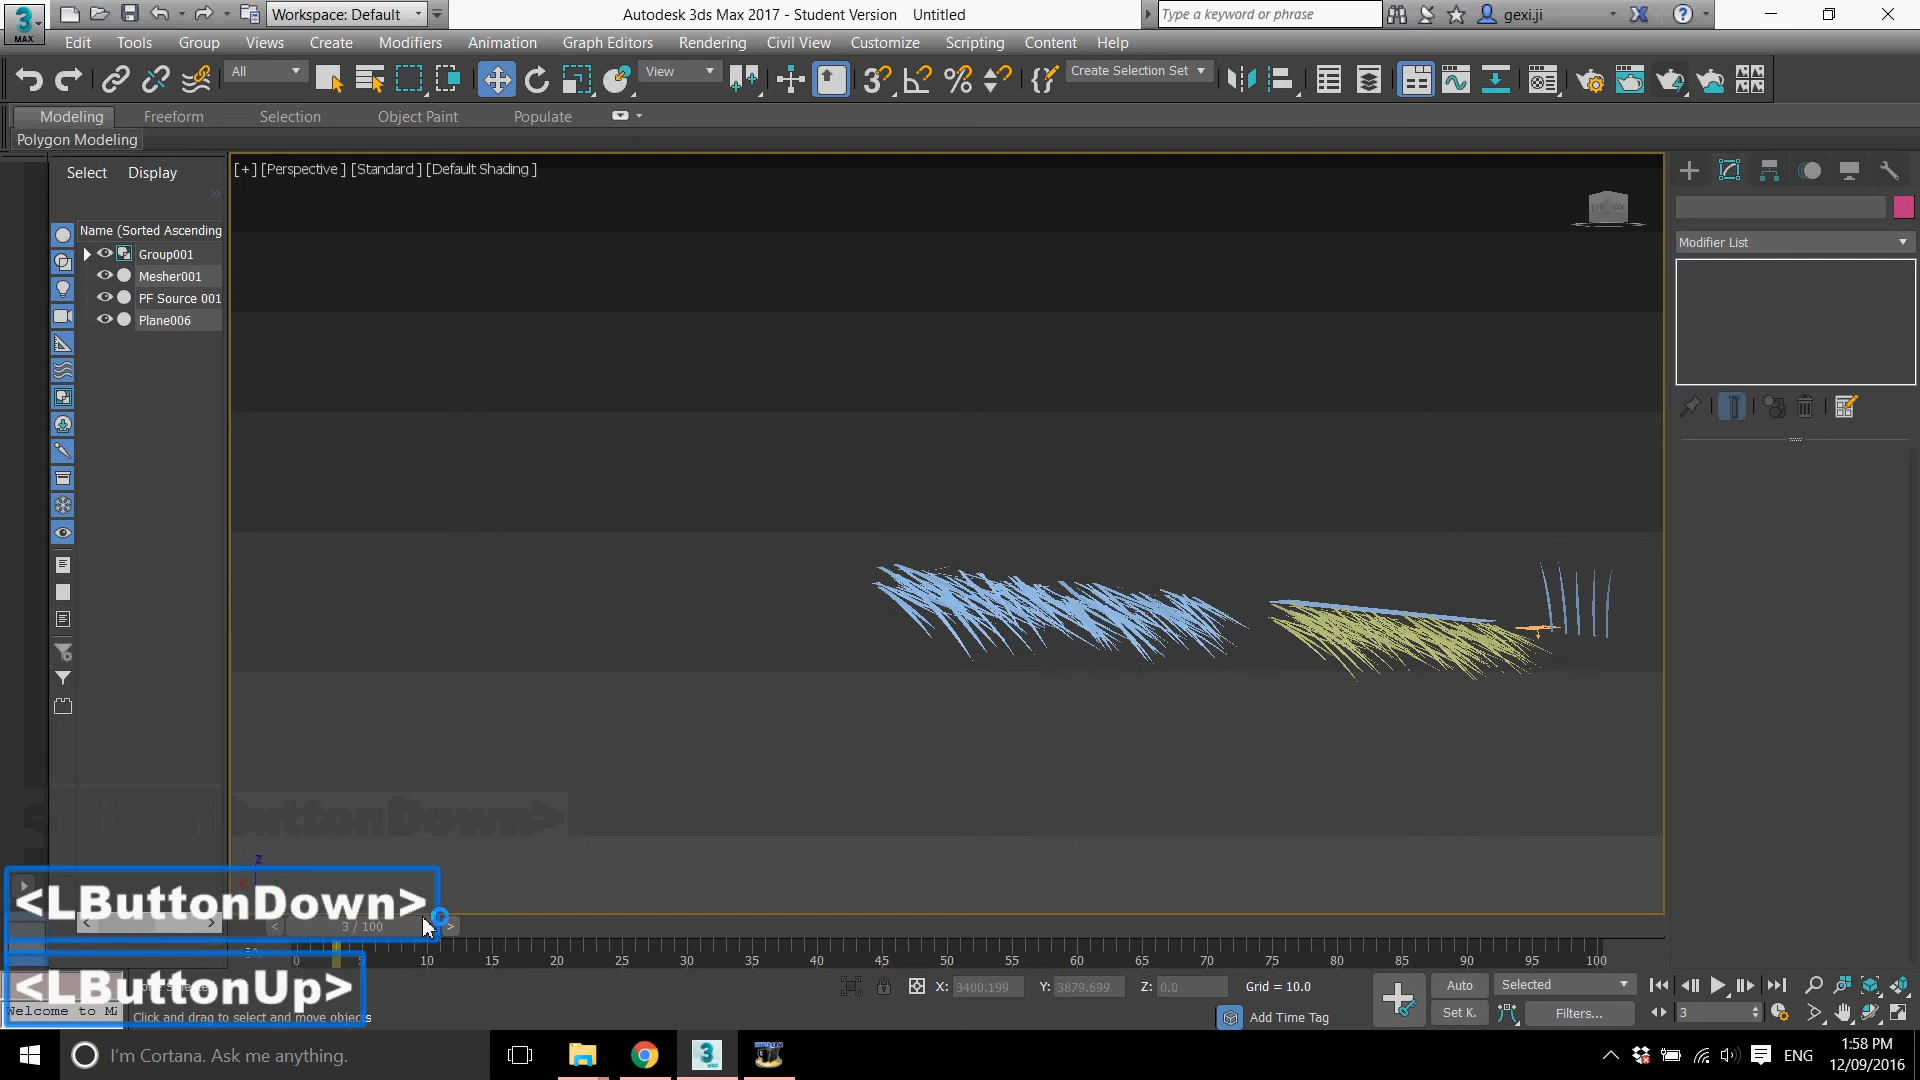 3
MAX
Workspace: Default
Autodesk 3ds Max 2017 - Student Version Untitled
Type a keyword or phrase
gexi.ji
Edit Tools Group Views Create Modifiers Animation Graph Editors Rendering Civil View Customize Scripting Content Help
All
View
Create Selection Set
Modeling Freeform Selection Object Paint Populate
Polygon Modeling
Select Display
[+] [Perspective ] [Standard ] [Default Shading ]
Name (Sorted Ascending
Group001
Mesher001
PF Source 001
Plane006
Modifier List
z
<LButtonDown>
3 / 100
0 5 10 15 20 25 30 35 40 45 50 55 60 65 70 75 80 85 90 95 100
<LButtonUp>
X: 3400.199 Y: 3879.699 Z: 0.0 Grid = 10.0
Auto Selected
Set K. Filters...
3
Welcome to
Click and drag to select and move objects
Add Time Tag
I'm Cortana. Ask me anything.
3
MAX
ENG
1:58 PM
12/09/2016